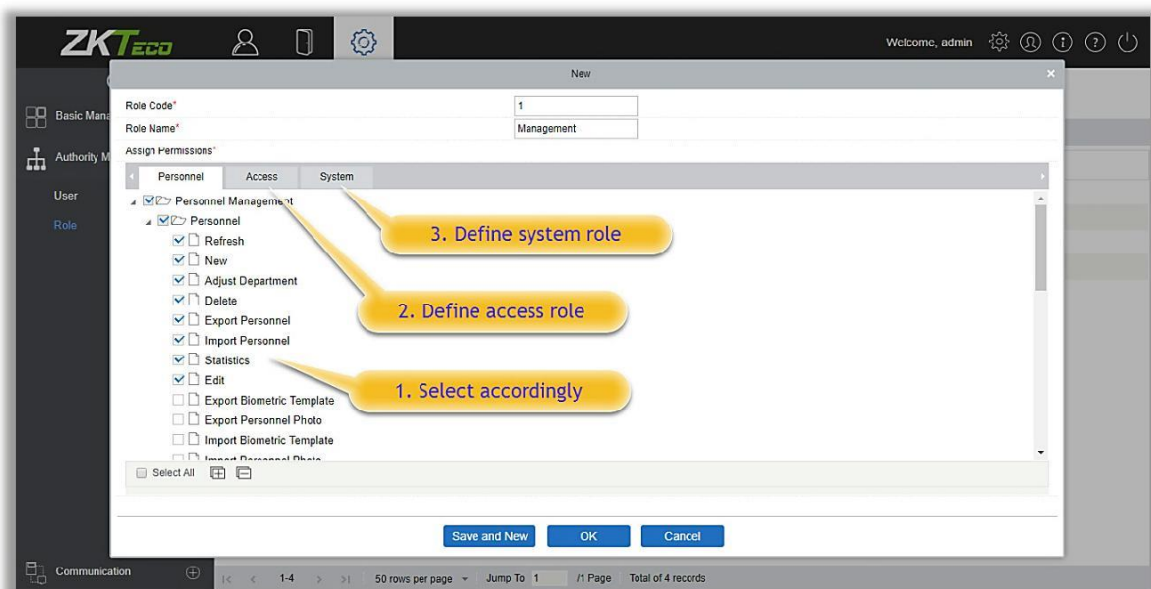 ZKTeco
Welcome, admin
New
Role Code*
1
Role Name*
Management
Assign Permissions*
Personnel Access System
Basic Mana
Authority M
User
Role
Personnel Management
Personnel
Refresh
New
Adjust Department
Delete
Export Personnel
Import Personnel
Statistics
Edit
Export Biometric Template
Export Personnel Photo
Import Biometric Template
Import Personnel Photo
3. Define system role
2. Define access role
1. Select accordingly
Select All
Save and New OK Cancel
Communication
1-4 50 rows per page Jump To 1 /1 Page Total of 4 records